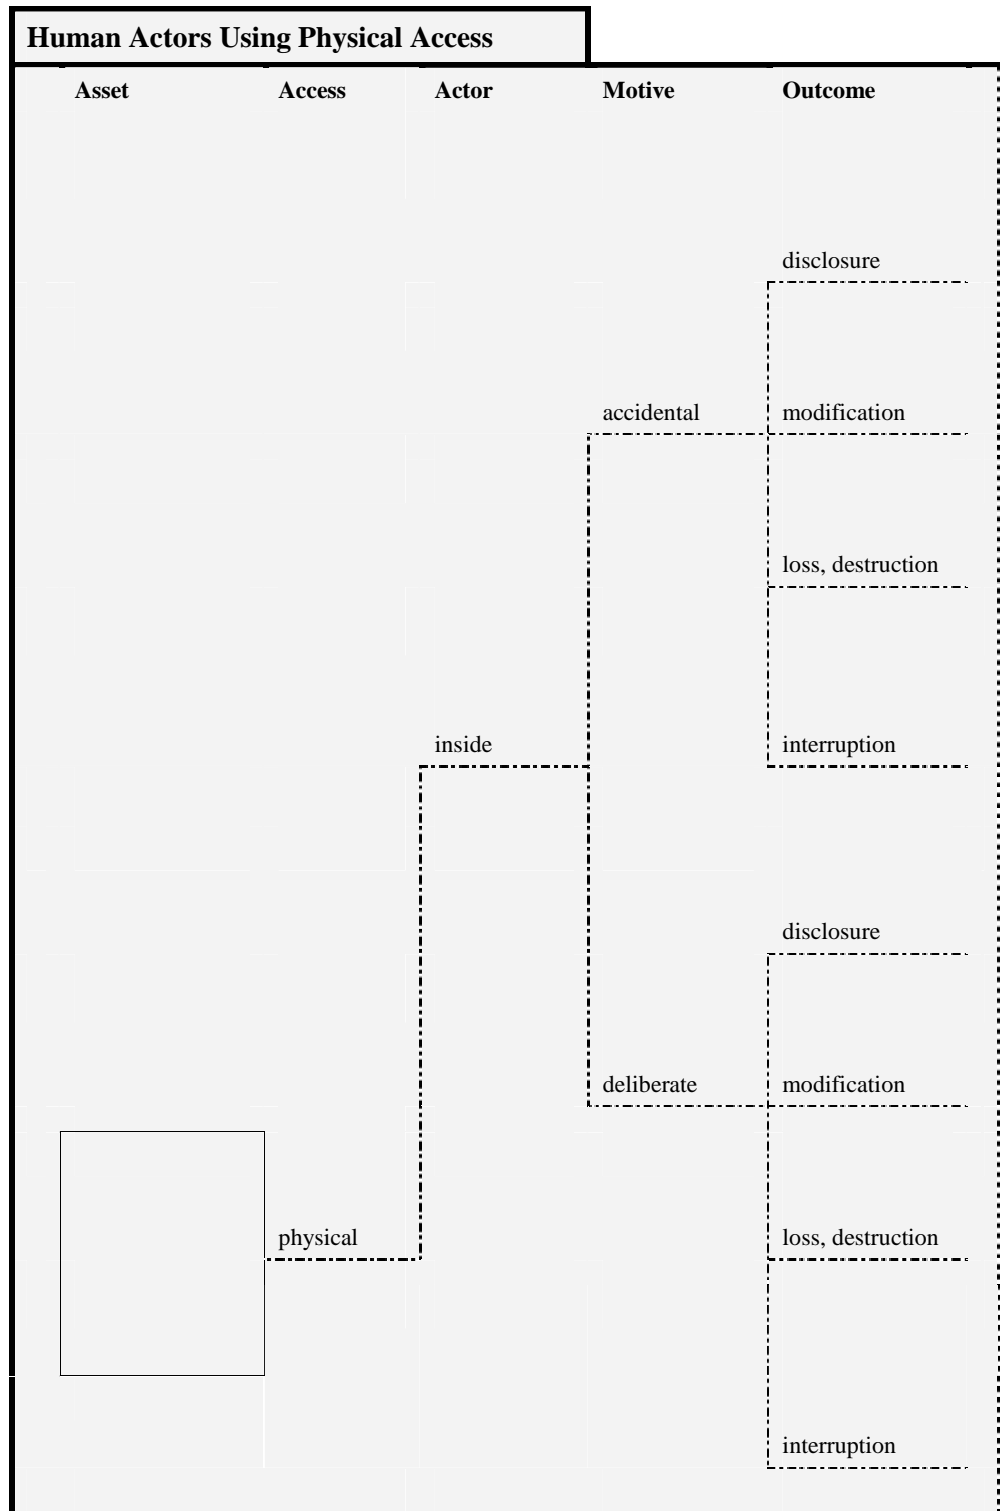 Human Actors Using Physical Access
Asset Access Actor Motive Outcome
disclosure
accidental modification
loss, destruction
inside interruption
disclosure
deliberate modification
physical loss, destruction
interruption